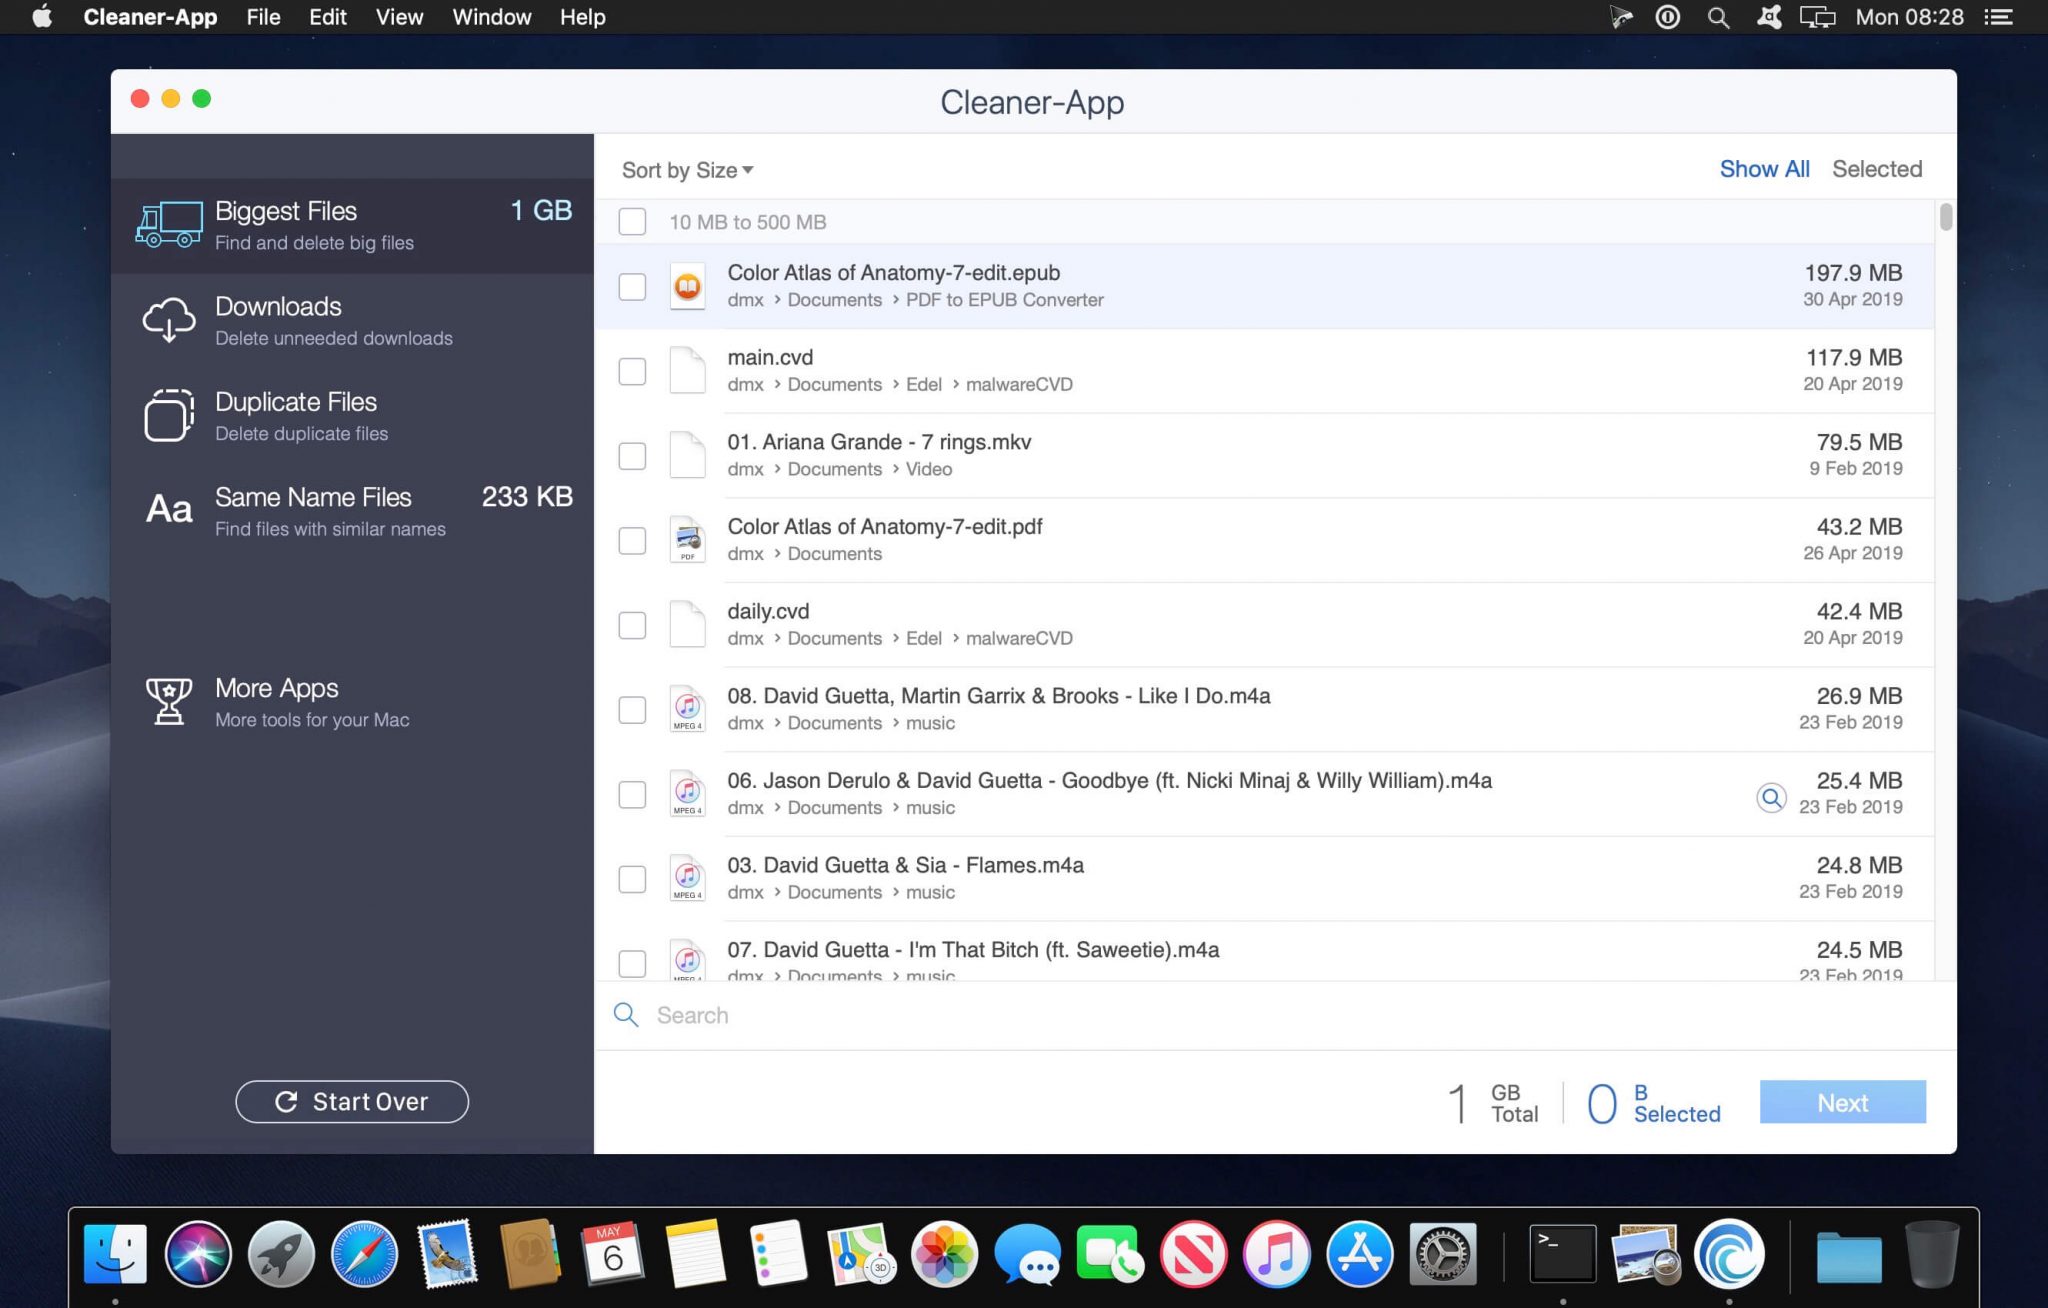 Cleaner-App File Edit View Window Help Mon 08:28
Cleaner-App
Biggest Files 1 GB
Find and delete big files
Downloads
Delete unneeded downloads
Duplicate Files
Delete duplicate files
Aa Same Name Files 233 KB
Find files with similar names
More Apps
More tools for your Mac
Start Over
Sort by Size Show All Selected
10 MB to 500 MB
Color Atlas of Anatomy-7-edit.epub 197.9 MB
dmx > Documents > PDF to EPUB Converter 30 Apr 2019
main.cvd 117.9 MB
dmx > Documents > Edel > malwareCVD 20 Apr 2019
01. Ariana Grande - 7 rings.mkv 79.5 MB
dmx > Documents > Video 9 Feb 2019
Color Atlas of Anatomy-7-edit.pdf 43.2 MB
PDF dmx > Documents 26 Apr 2019
daily.cvd 42.4 MB
dmx > Documents > Edel > malwareCVD 20 Apr 2019
08. David Guetta, Martin Garrix & Brooks - Like I Do.m4a 26.9 MB
MPEG 4 dmx > Documents > music 23 Feb 2019
06. Jason Derulo & David Guetta - Goodbye (ft. Nicki Minaj & Willy William).m4a 25.4 MB
MPEG 4 dmx > Documents > music 23 Feb 2019
03. David Guetta & Sia - Flames.m4a 24.8 MB
MPEG 4 dmx > Documents > music 23 Feb 2019
07. David Guetta - I'm That Bitch (ft. Saweetie).m4a 24.5 MB
MPEG 4 dmx > Documents > music 23 Feb 2019
Search
1 GB Total 0 B Selected Next
MAY
6
3D
>_